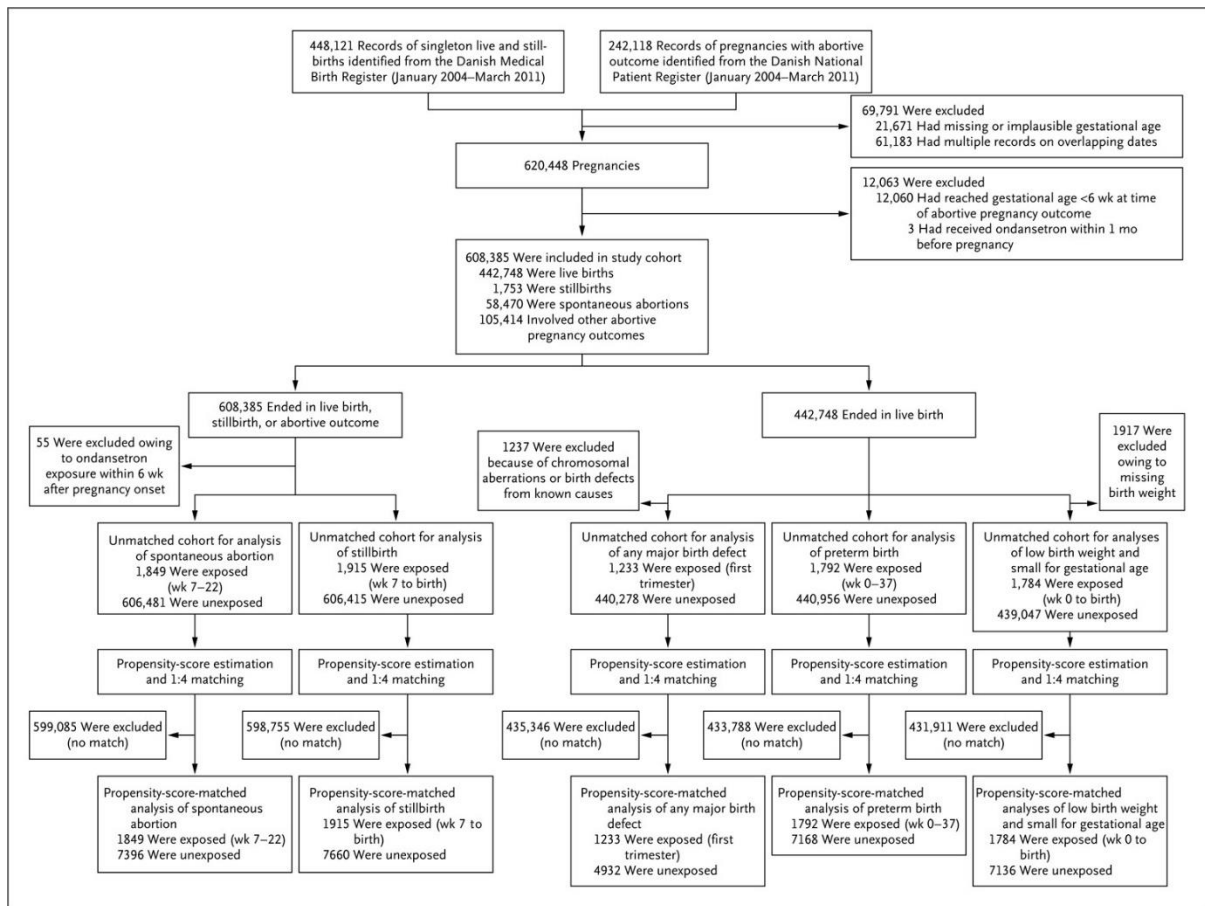 448,121 Records of singleton live and still-
births identified from the Danish Medical
Birth Register (January 2004–March 2011)
242,118 Records of pregnancies with abortive
outcome identified from the Danish National
Patient Register (January 2004–March 2011)
69,791 Were excluded
21,671 Had missing or implausible gestational age
61,183 Had multiple records on overlapping dates
620,448 Pregnancies
12,063 Were excluded
12,060 Had reached gestational age <6 wk at time
of abortive pregnancy outcome
3 Had received ondansetron within 1 mo
before pregnancy
608,385 Were included in study cohort
442,748 Were live births
1,753 Were stillbirths
58,470 Were spontaneous abortions
105,414 Involved other abortive
pregnancy outcomes
608,385 Ended in live birth,
stillbirth, or abortive outcome
442,748 Ended in live birth
55 Were excluded owing
to ondansetron
exposure within 6 wk
after pregnancy onset
1237 Were excluded
because of chromosomal
aberrations or birth defects
from known causes
1917 Were
excluded
owing to
missing
birth weight
Unmatched cohort for analysis
of spontaneous abortion
1,849 Were exposed
(wk 7–22)
606,481 Were unexposed
Unmatched cohort for analysis
of stillbirth
1,915 Were exposed
(wk 7 to birth)
606,415 Were unexposed
Unmatched cohort for analysis
of any major birth defect
1,233 Were exposed (first
trimester)
440,278 Were unexposed
Unmatched cohort for analysis
of preterm birth
1,792 Were exposed
(wk 0–37)
440,956 Were unexposed
Unmatched cohort for analyses
of low birth weight and
small for gestational age
1,784 Were exposed
(wk 0 to birth)
439,047 Were unexposed
Propensity-score estimation
and 1:4 matching
Propensity-score estimation
and 1:4 matching
Propensity-score estimation
and 1:4 matching
Propensity-score estimation
and 1:4 matching
Propensity-score estimation
and 1:4 matching
599,085 Were excluded
(no match)
598,755 Were excluded
(no match)
435,346 Were excluded
(no match)
433,788 Were excluded
(no match)
431,911 Were excluded
(no match)
Propensity-score-matched
analysis of spontaneous
abortion
1849 Were exposed (wk 7–22)
7396 Were unexposed
Propensity-score-matched
analysis of stillbirth
1915 Were exposed (wk 7 to
birth)
7660 Were unexposed
Propensity-score-matched
analysis of any major birth
defect
1233 Were exposed (first
trimester)
4932 Were unexposed
Propensity-score-matched
analysis of preterm birth
1792 Were exposed (wk 0–37)
7168 Were unexposed
Propensity-score-matched
analyses of low birth weight
and small for gestational age
1784 Were exposed (wk 0 to
birth)
7136 Were unexposed